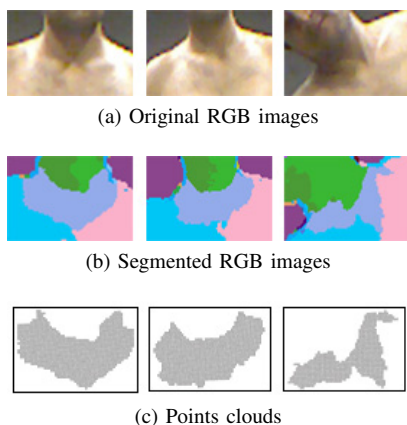 (a) Original RGB images
(b) Segmented RGB images
(c) Points clouds